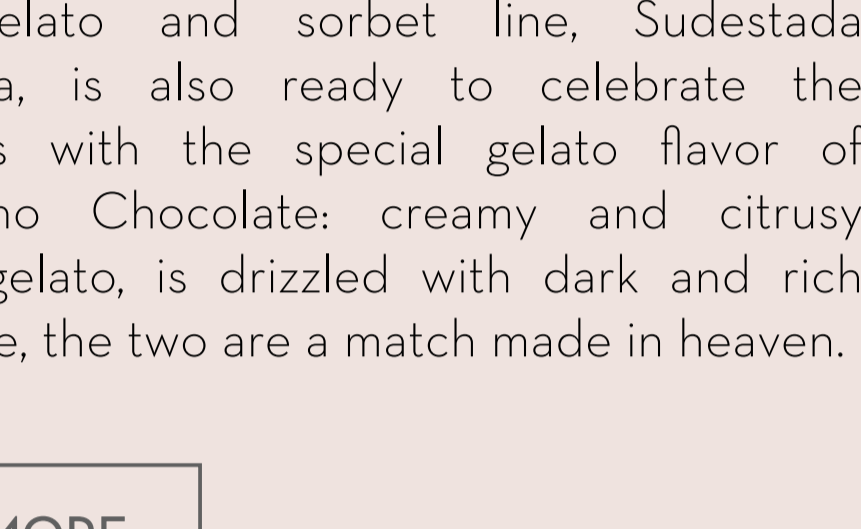 elato and sorbet line, Sudestada
a, is also ready to celebrate the
s with the special gelato flavor of
no Chocolate: creamy and citrusy
gelato, is drizzled with dark and rich
e, the two are a match made in heaven.
MORE